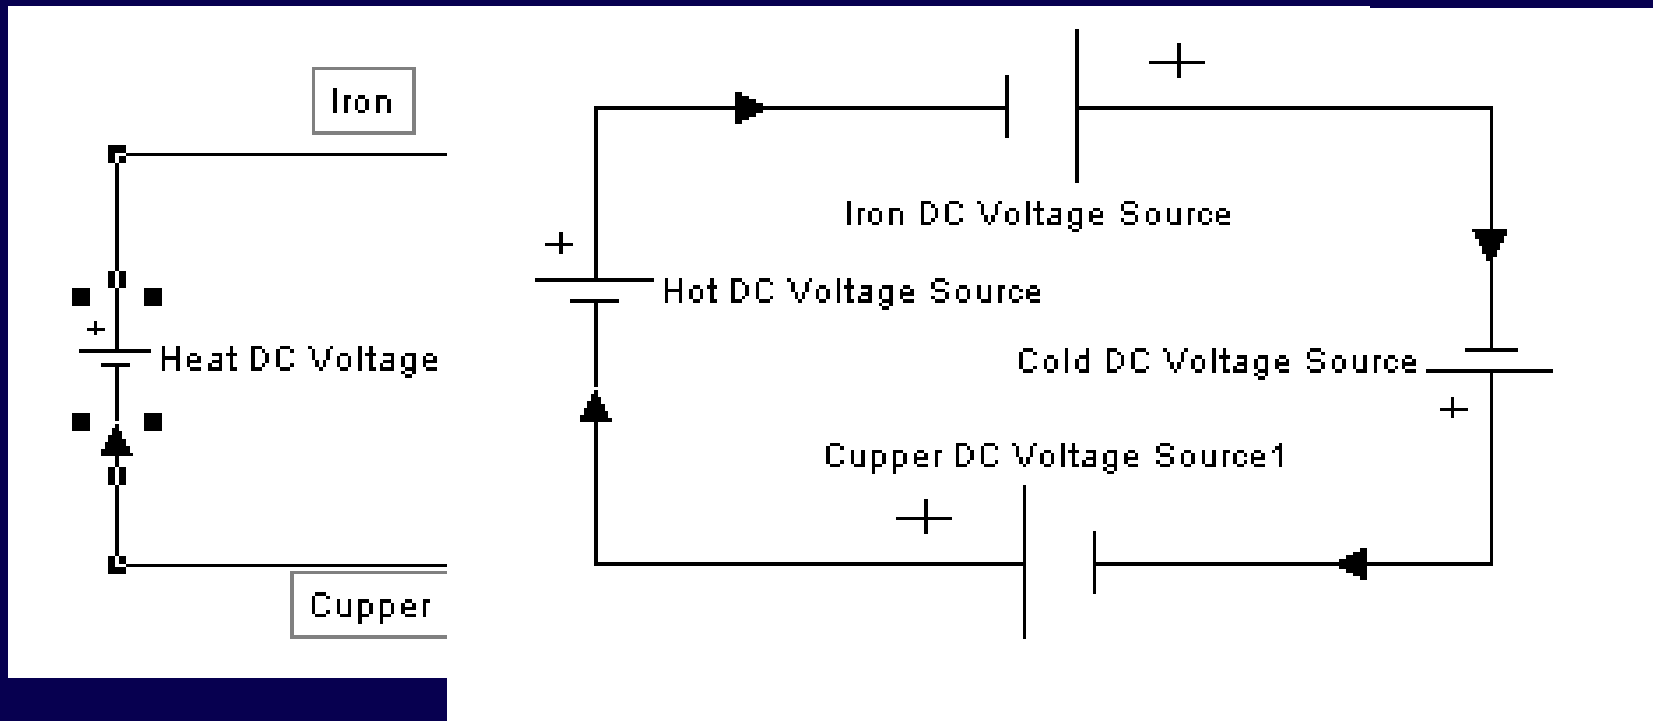 Iron
+
Heat DC Voltage
Cupper
+
Iron DC Voltage Source
+
Hot DC Voltage Source
Cold DC Voltage Source
+
Cupper DC Voltage Source1
+